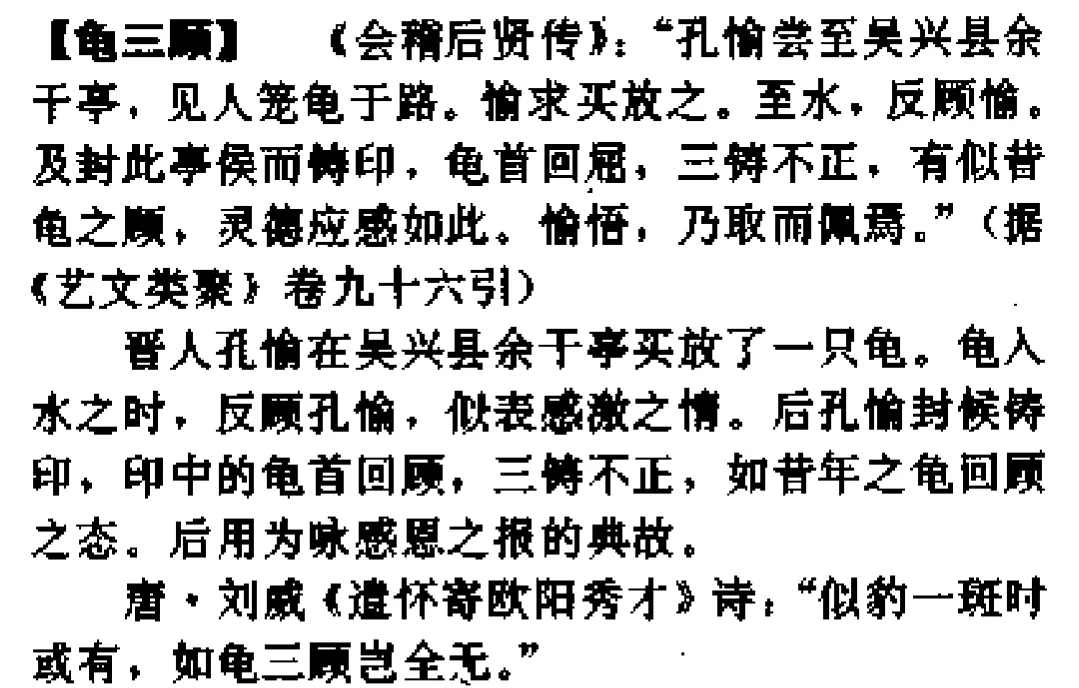 【龟三顾】 《会稽后贤传》：“孔愉尝至吴兴县余
干亭，见人笼龟于路。愉求买放之。至水，反顾愉。
及封此亭侯而铸印，龟首回屈，三铸不正，有似昔
龟之顾，灵德应感如此。愉悟，乃取而佩焉。”（据
《艺文类聚》卷九十六引）
晋人孔愉在吴兴县余干亭买放了一只龟。龟入
水之时，反顾孔愉，似表感激之情。后孔愉封候铸
印，印中的龟首回顾，三铸不正，如昔年之龟回顾
之态。后用为咏感恩之报的典故。
唐·刘威《遣怀寄欧阳秀才》诗：“似豹一斑时
或有，如龟三顾岂全无。”